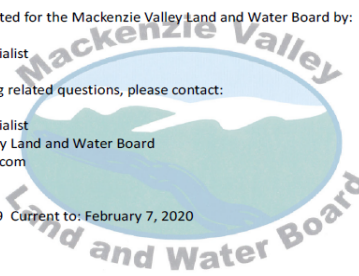 ted for the Mackenzie Valley Land and Water Board by:
Mackenzie Valley
ialist
g related questions, please contact:
ialist
y Land and Water Board
com
9 Current to: February 7, 2020
Land and Water Board